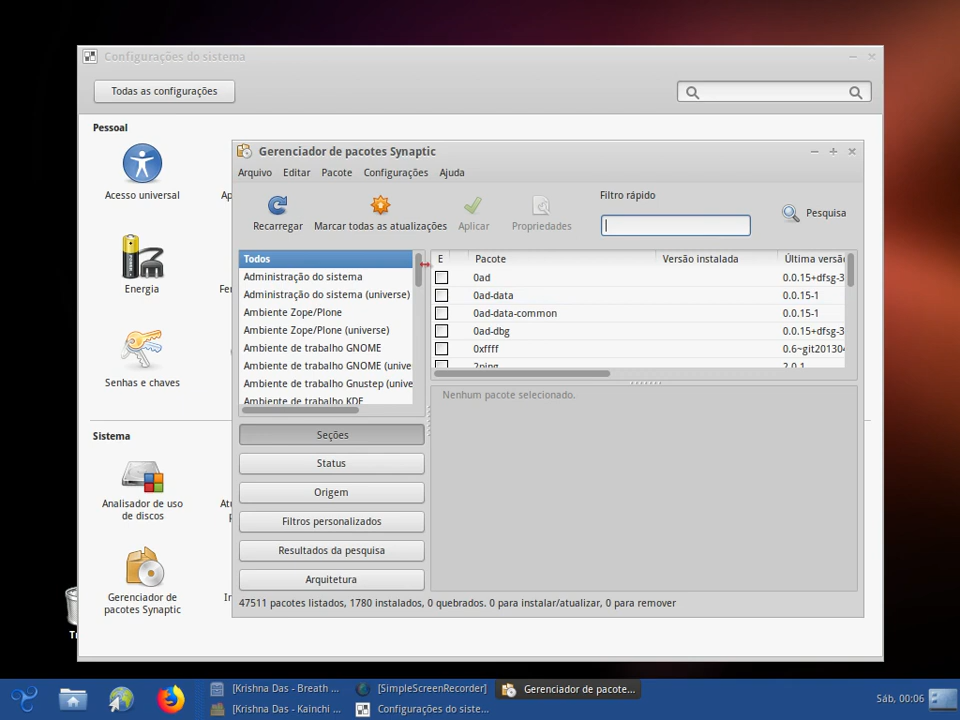 Configurações do sistema
Todas as configurações
Pessoal
Acesso universal
Energia
Senhas e chaves
Sistema
Analisador de uso
de discos
Gerenciador de
pacotes Synaptic
Gerenciador de pacotes Synaptic
Arquivo Editar Pacote Configurações Ajuda
Filtro rápido
Recarregar Marcar todas as atualizações Aplicar Propriedades Pesquisa
Todos
Administração do sistema
Administração do sistema (universe)
Ambiente Zope/Plone
Ambiente Zope/Plone (universe)
Ambiente de trabalho GNOME
Ambiente de trabalho GNOME (unive
Ambiente de trabalho Gnustep (unive
Ambiente de trabalho KDE
E Pacote Versão instalada Última versã
0ad 0.0.15+dfsg-3
0ad-data 0.0.15-1
0ad-data-common 0.0.15-1
0ad-dbg 0.0.15+dfsg-3
0xffff 0.6~git201304
2ping 2.0.1
Nenhum pacote selecionado.
Seções
Status
Origem
Filtros personalizados
Resultados da pesquisa
Arquitetura
47511 pacotes listados, 1780 instalados, 0 quebrados. 0 para instalar/atualizar, 0 para remover
[Krishna Das - Breath ... [SimpleScreenRecorder] Gerenciador de pacote...
[Krishna Das - Kainchi ... Configurações do siste...
Sáb, 00:06